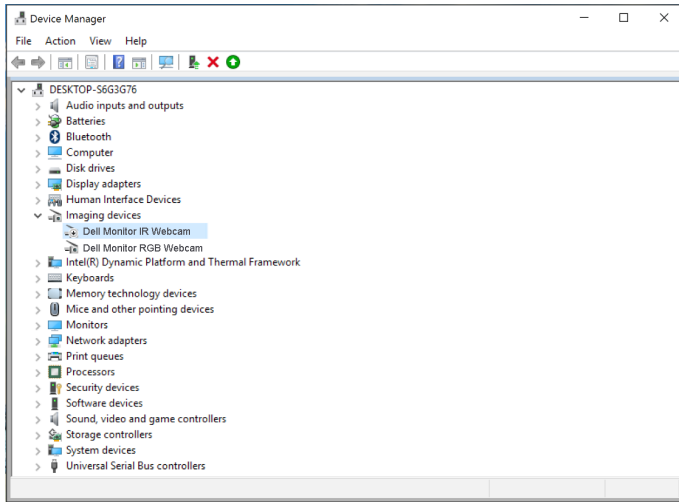 Device Manager
File Action View Help
DESKTOP-S6G3G76
Audio inputs and outputs
Batteries
Bluetooth
Computer
Disk drives
Display adapters
Human Interface Devices
Imaging devices
Dell Monitor IR Webcam
Dell Monitor RGB Webcam
Intel(R) Dynamic Platform and Thermal Framework
Keyboards
Memory technology devices
Mice and other pointing devices
Monitors
Network adapters
Print queues
Processors
Security devices
Software devices
Sound, video and game controllers
Storage controllers
System devices
Universal Serial Bus controllers